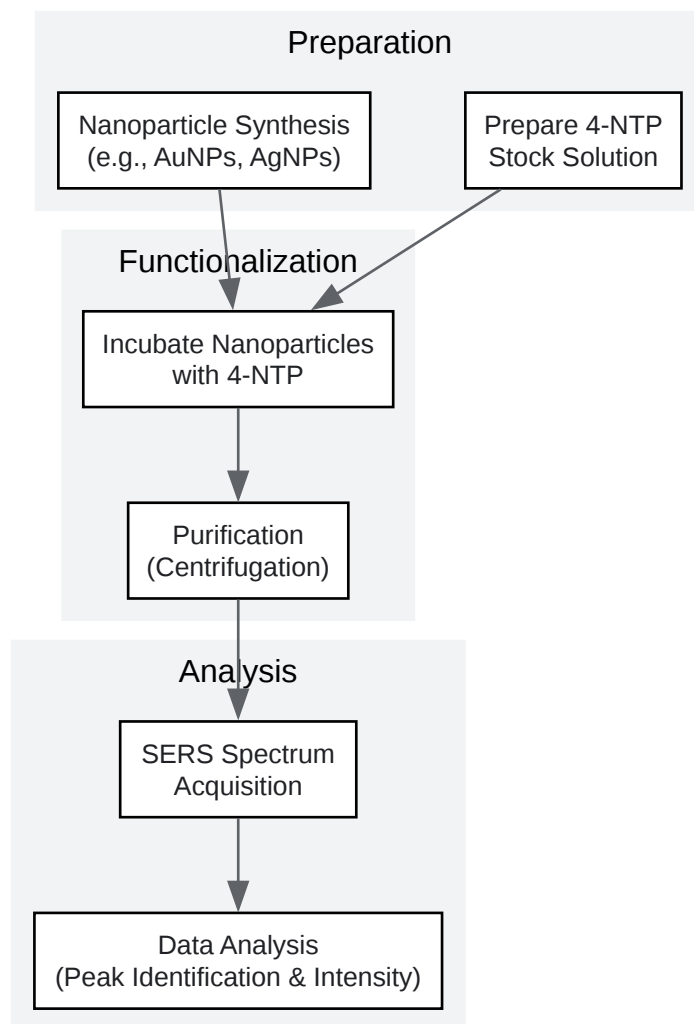 Preparation
Nanoparticle Synthesis
(e.g., AuNPs, AgNPs)
Prepare 4-NTP
Stock Solution
Functionalization
Incubate Nanoparticles
with 4-NTP
Purification
(Centrifugation)
Analysis
SERS Spectrum
Acquisition
Data Analysis
(Peak Identification & Intensity)